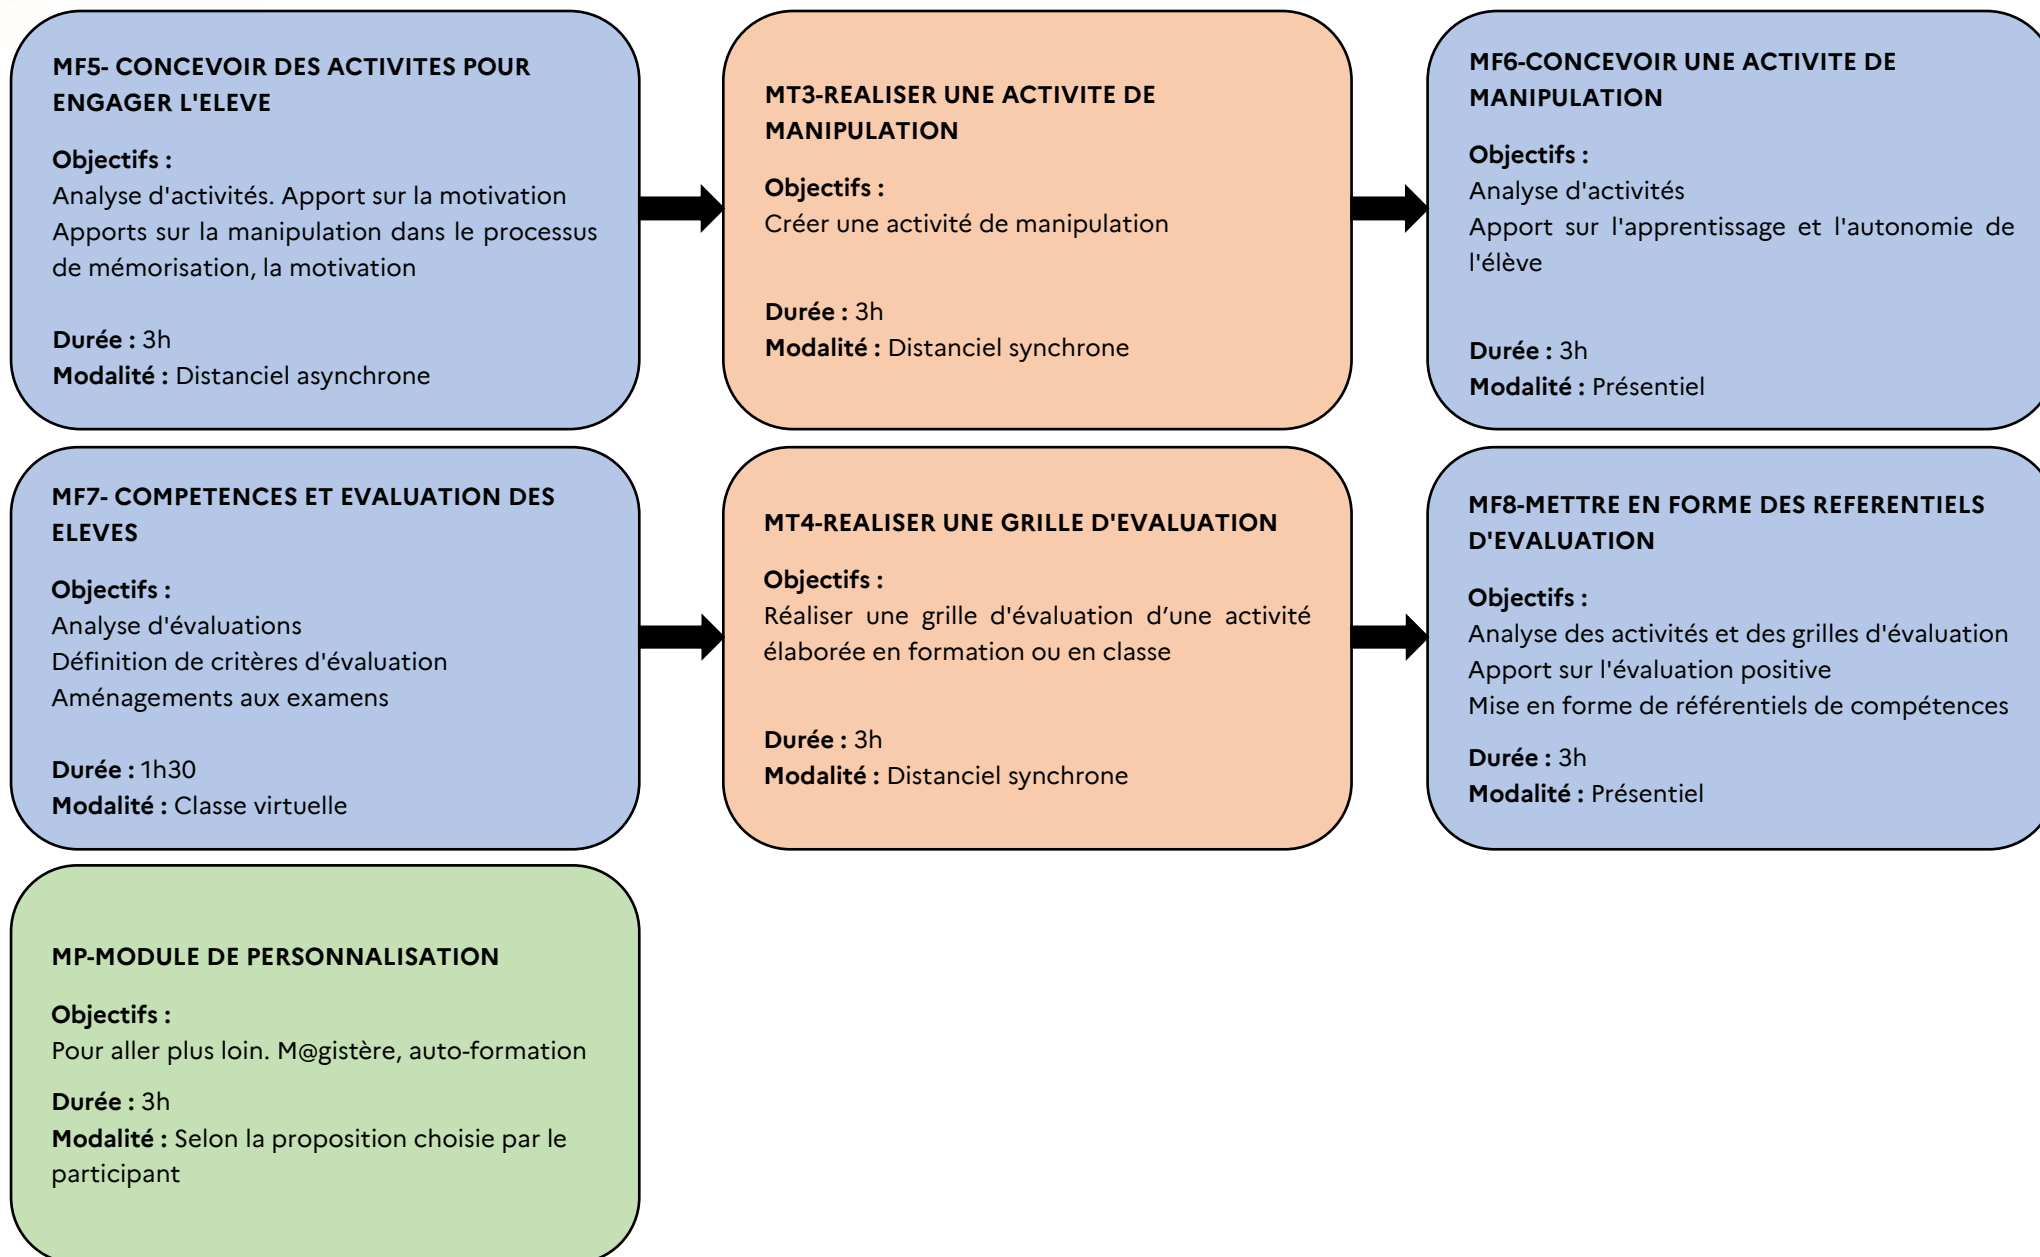 MF5- CONCEVOIR DES ACTIVITES POUR
ENGAGER L'ELEVE
Objectifs :
Analyse d'activités. Apport sur la motivation
Apports sur la manipulation dans le processus
de mémorisation, la motivation
Durée : 3h
Modalité : Distanciel asynchrone
MT3-REALISER UNE ACTIVITE DE
MANIPULATION
Objectifs :
Créer une activité de manipulation
Durée : 3h
Modalité : Distanciel synchrone
MF6-CONCEVOIR UNE ACTIVITE DE
MANIPULATION
Objectifs :
Analyse d'activités
Apport sur l'apprentissage et l'autonomie de
l'élève
Durée : 3h
Modalité : Présentiel
MF7- COMPETENCES ET EVALUATION DES
ELEVES
Objectifs :
Analyse d'évaluations
Définition de critères d'évaluation
Aménagements aux examens
Durée : 1h30
Modalité : Classe virtuelle
MT4-REALISER UNE GRILLE D'EVALUATION
Objectifs :
Réaliser une grille d'évaluation d’une activité
élaborée en formation ou en classe
Durée : 3h
Modalité : Distanciel synchrone
MF8-METTRE EN FORME DES REFERENTIELS
D'EVALUATION
Objectifs :
Analyse des activités et des grilles d'évaluation
Apport sur l'évaluation positive
Mise en forme de référentiels de compétences
Durée : 3h
Modalité : Présentiel
MP-MODULE DE PERSONNALISATION
Objectifs :
Pour aller plus loin. M@gistère, auto-formation
Durée : 3h
Modalité : Selon la proposition choisie par le
participant